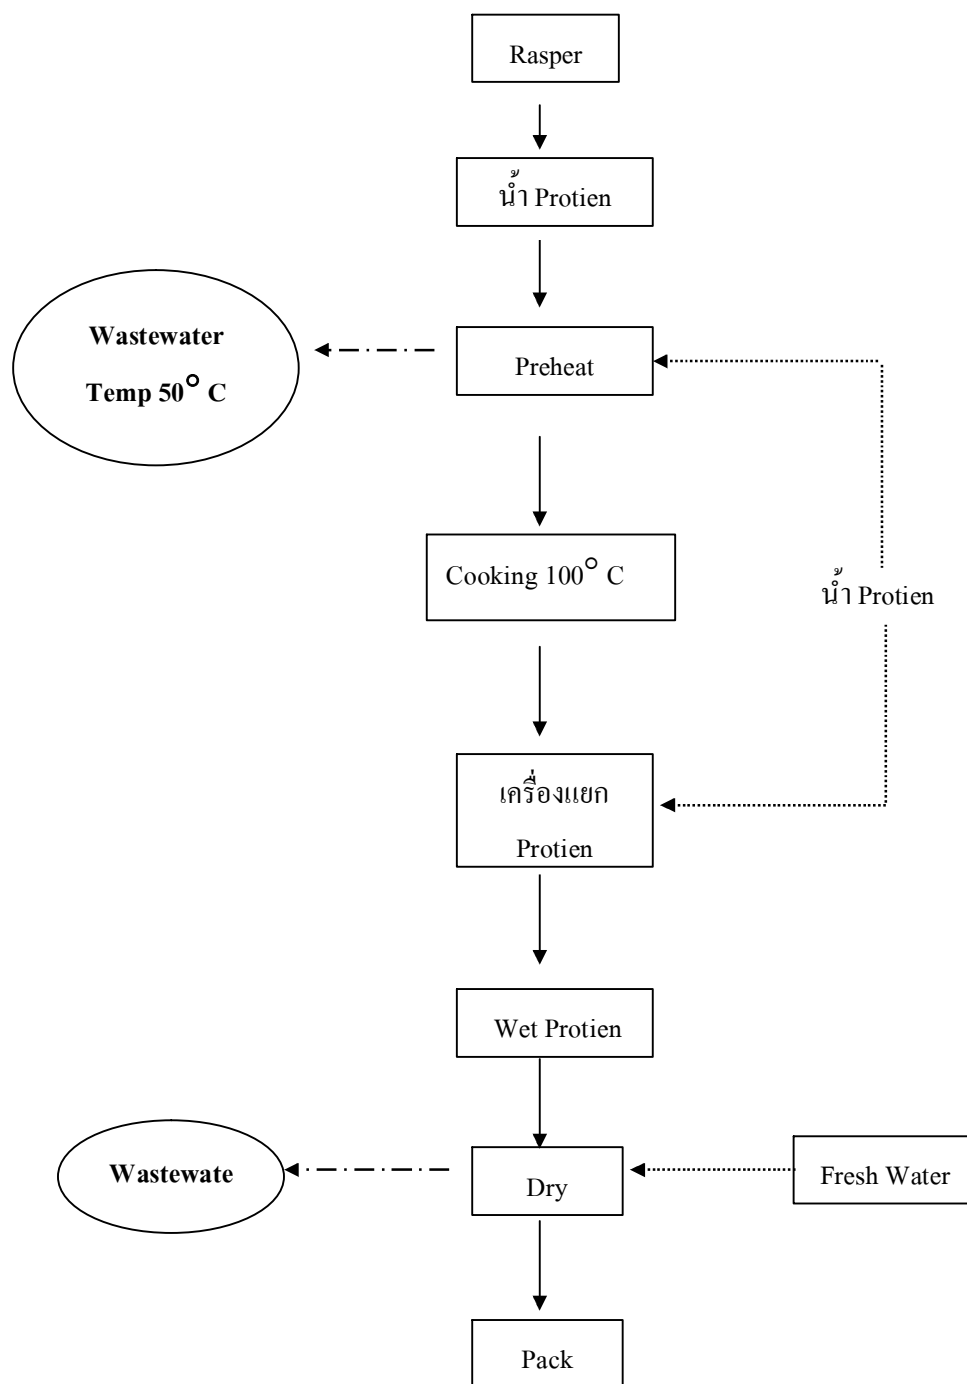 Rasper
น้ำ Protien
Wastewater
Temp 50° C
Preheat
Cooking 100° C
น้ำ Protien
เครื่องแยก
Protien
Wet Protien
Wastewate
Dry
Fresh Water
Pack